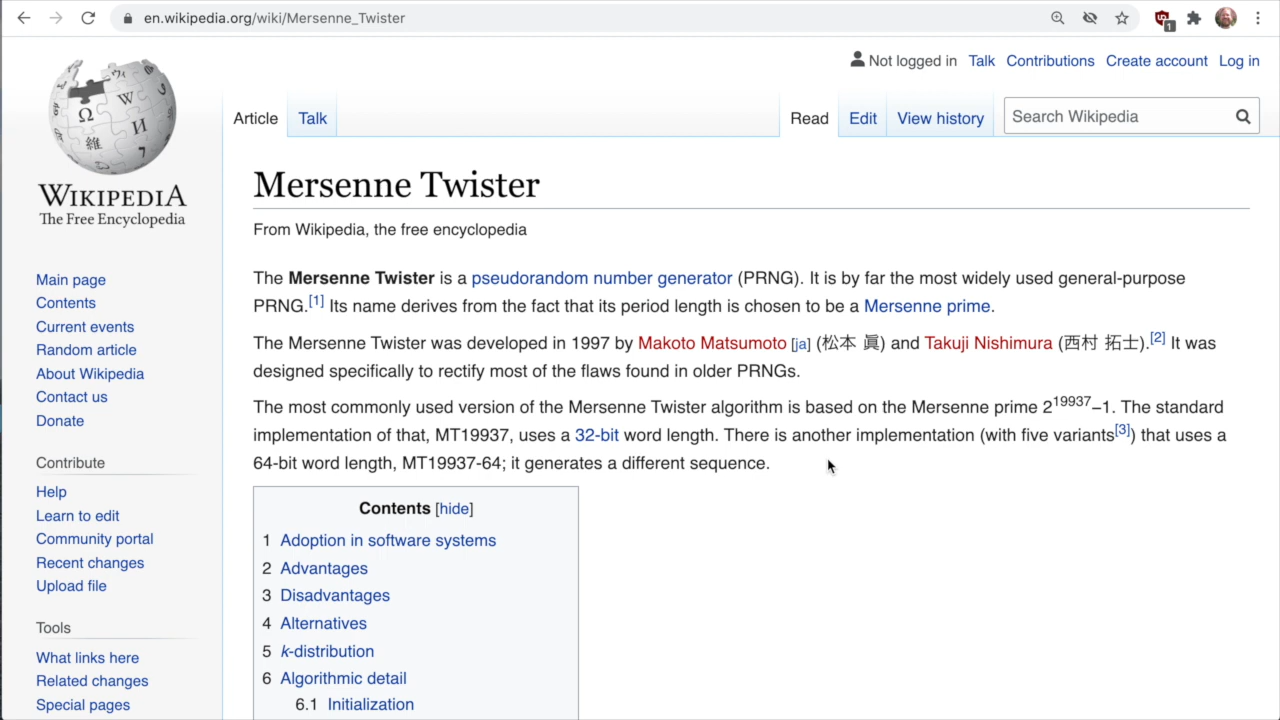 en.wikipedia.org/wiki/Mersenne_Twister
1
Not logged in Talk Contributions Create account Log in
Article Talk Read Edit View history Search Wikipedia
Ω W И 維 7
WIKIPEDIA
The Free Encyclopedia
Main page
Contents
Current events
Random article
About Wikipedia
Contact us
Donate
Contribute
Help
Learn to edit
Community portal
Recent changes
Upload file
Tools
What links here
Related changes
Special pages
Mersenne Twister
From Wikipedia, the free encyclopedia
The Mersenne Twister is a pseudorandom number generator (PRNG). It is by far the most widely used general-purpose
PRNG.[1] Its name derives from the fact that its period length is chosen to be a Mersenne prime.
The Mersenne Twister was developed in 1997 by Makoto Matsumoto [ja] (松本 眞) and Takuji Nishimura (西村 拓士).[2] It was
designed specifically to rectify most of the flaws found in older PRNGs.
The most commonly used version of the Mersenne Twister algorithm is based on the Mersenne prime 2^19937−1. The standard
implementation of that, MT19937, uses a 32-bit word length. There is another implementation (with five variants[3]) that uses a
64-bit word length, MT19937-64; it generates a different sequence.
Contents [hide]
1 Adoption in software systems
2 Advantages
3 Disadvantages
4 Alternatives
5 k-distribution
6 Algorithmic detail
6.1 Initialization